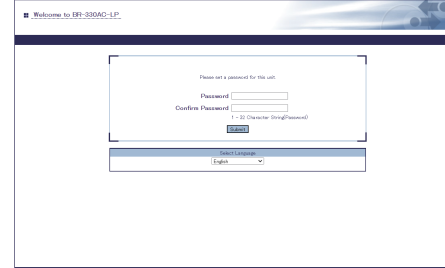 Welcome to BR-330AC-LP
Please set a password for this unit.
Password
Confirm Password
1 - 32 Character String(Password)
Submit
Select Language
English